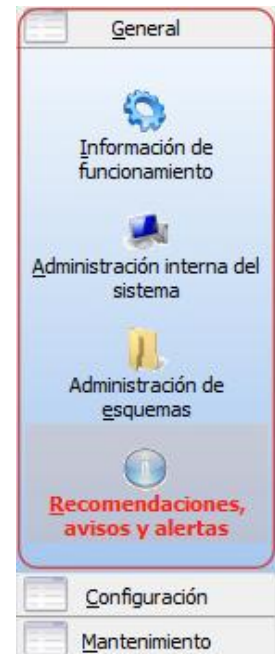 General
Información de
funcionamiento
Administración interna del
sistema
Administración de
esquemas
Recomendaciones,
avisos y alertas
Configuración
Mantenimiento